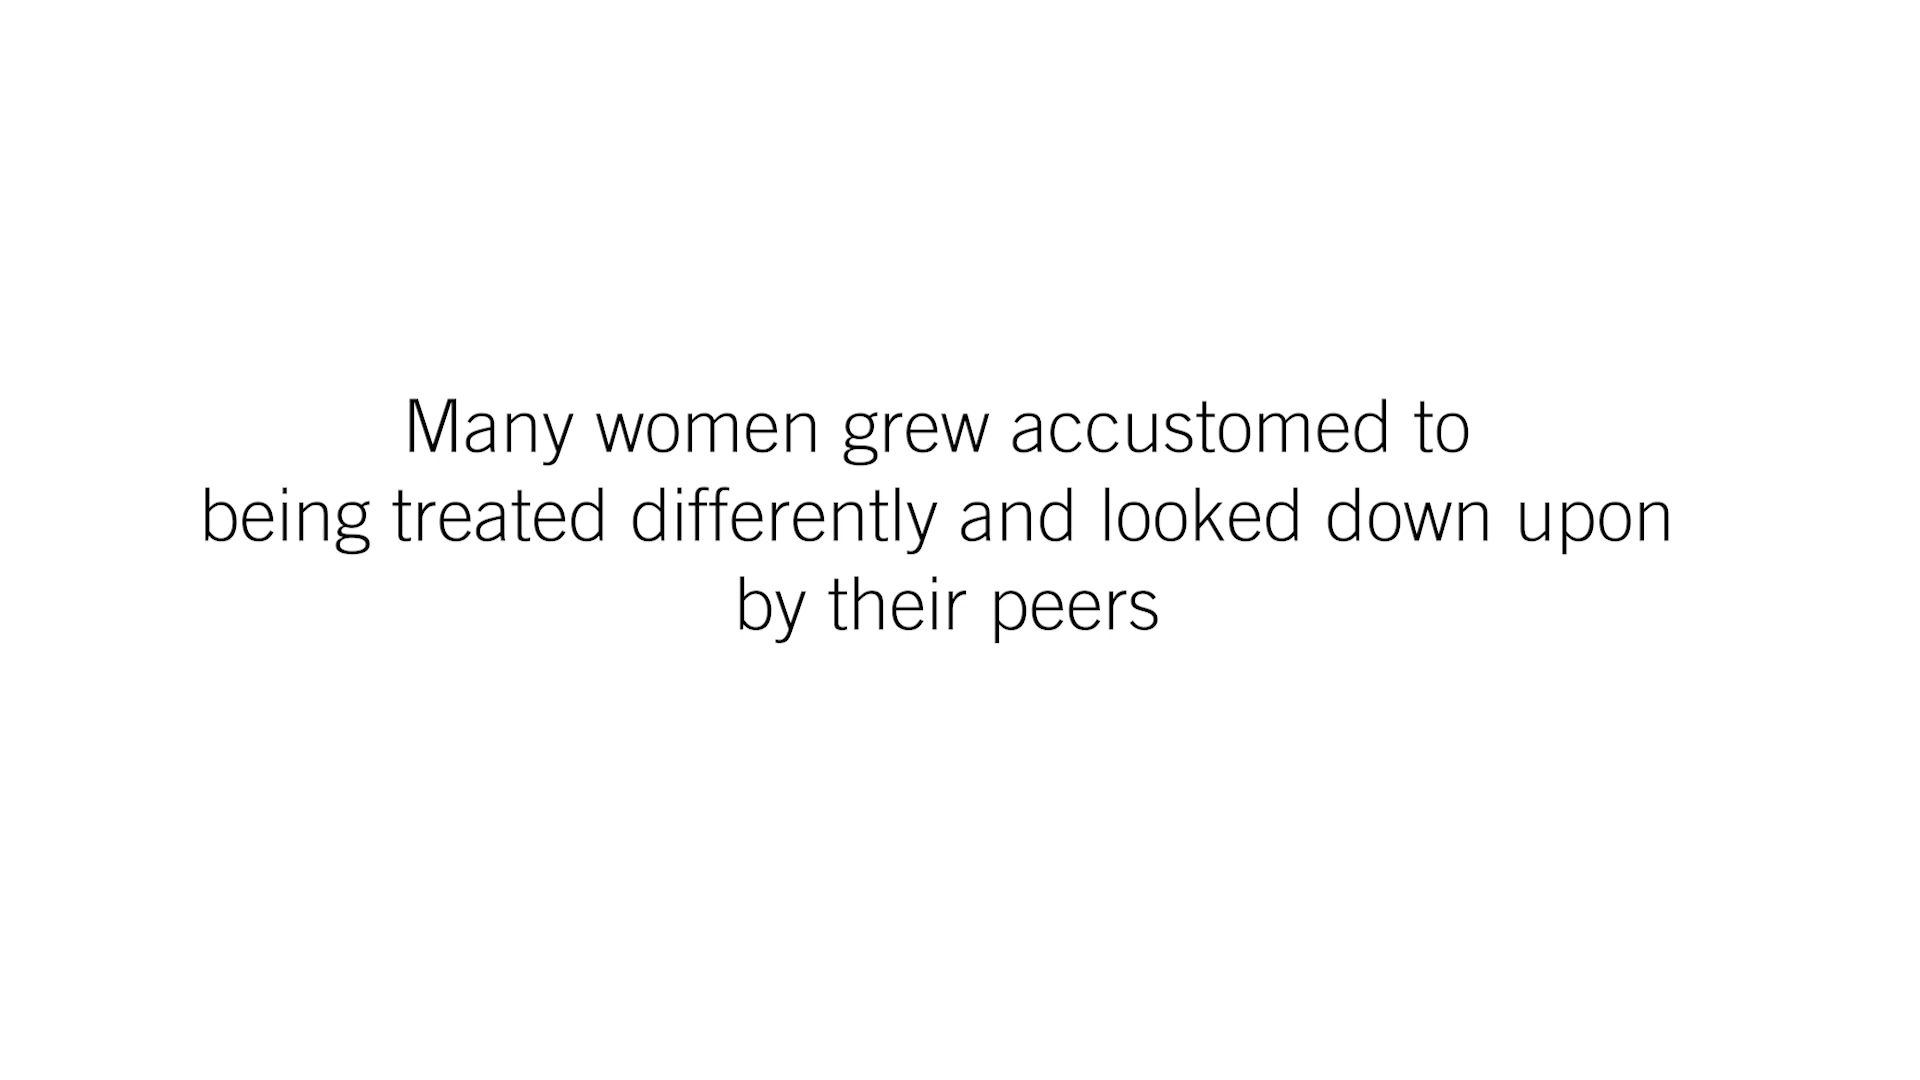 Many women grew accustomed to
being treated differently and looked down upon
by their peers